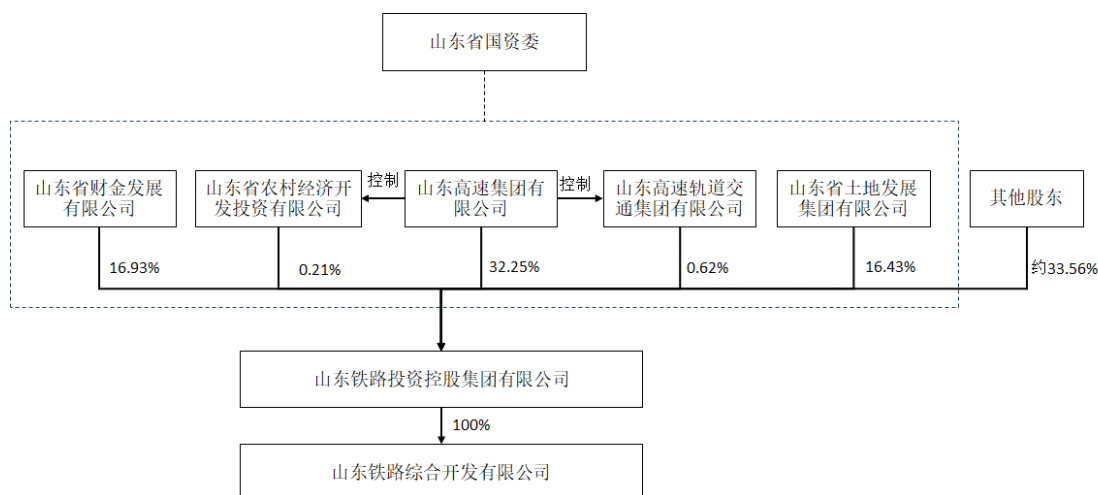 山东省国资委
控制
控制
山东省财金发展
有限公司
山东省农村经济开
发投资有限公司
山东高速集团有
限公司
山东高速轨道交
通集团有限公司
山东省土地发展
集团有限公司
其他股东
16.93%
0.21%
32.25%
0.62%
16.43%
约33.56%
山东铁路投资控股集团有限公司
100%
山东铁路综合开发有限公司